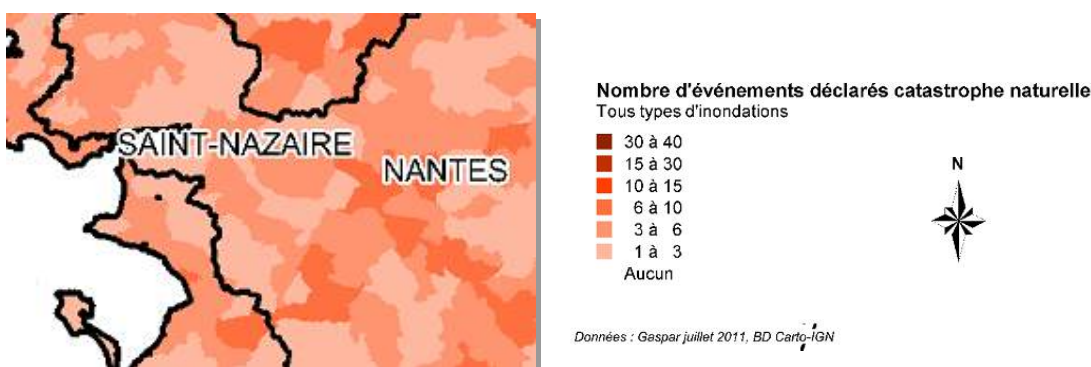 SAINT-NAZAIRE
NANTES
Nombre d'événements déclarés catastrophe naturelle
Tous types d'inondations
30 à 40
15 à 30
10 à 15
6 à 10
3 à 6
1 à 3
Aucun
N
Données : Gaspar juillet 2011, BD Carto-IGN